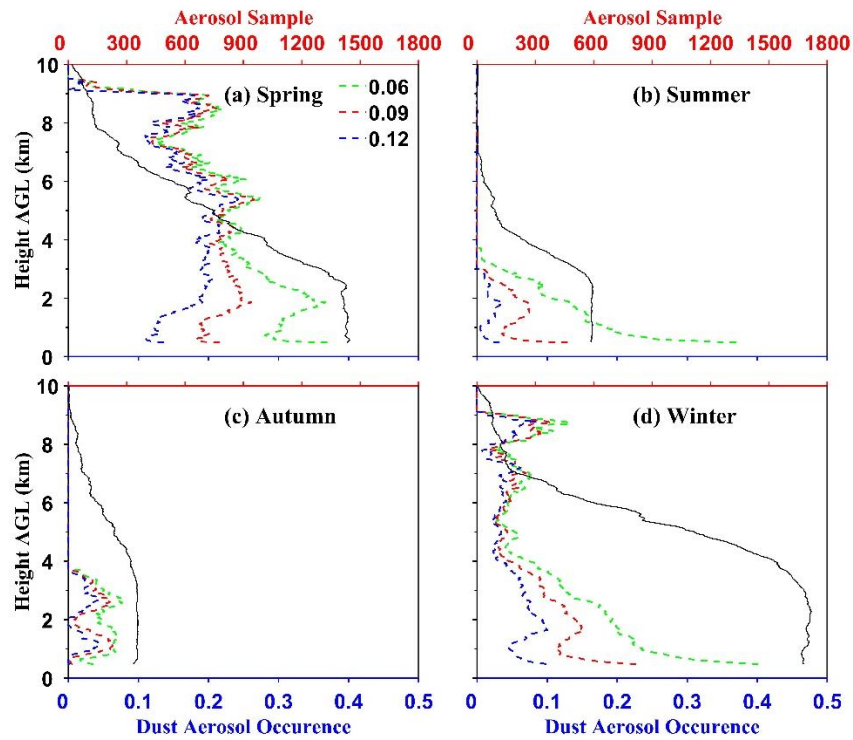 Aerosol Sample
Aerosol Sample
0 300 600 900 1200 1500 1800
0 300 600 900 1200 1500 1800
10
8
6
4
2
0
Height AGL (km)
(a) Spring
0.06
0.09
0.12
(b) Summer
10
8
6
4
2
0
Height AGL (km)
(c) Autumn
(d) Winter
0 0.1 0.2 0.3 0.4 0.5
0 0.1 0.2 0.3 0.4 0.5
Dust Aerosol Occurence
Dust Aerosol Occurence